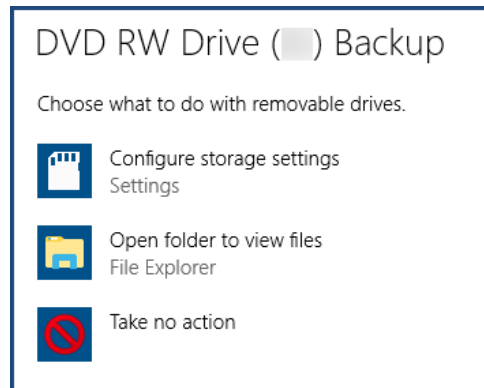 DVD RW Drive ( ) Backup
Choose what to do with removable drives.
Configure storage settings
Settings
Open folder to view files
File Explorer
Take no action